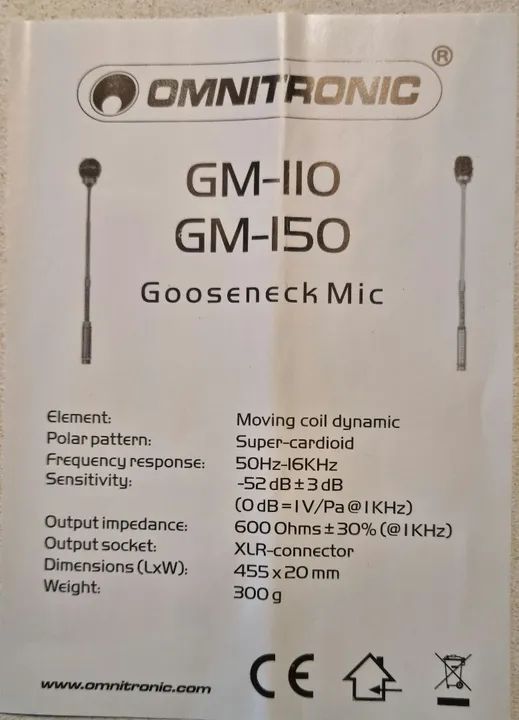 ®
OMNITRONIC
GM-110
GM-150
Gooseneck Mic
Element: Moving coil dynamic
Polar pattern: Super-cardioid
Frequency response: 50Hz-16KHz
Sensitivity: -52 dB ± 3 dB
(0 dB = 1 V/Pa @ 1 KHz)
Output impedance: 600 Ohms ± 30% (@ 1 KHz)
Output socket: XLR-connector
Dimensions (LxW): 455 x 20 mm
Weight: 300 g
www.omnitronic.com
CE